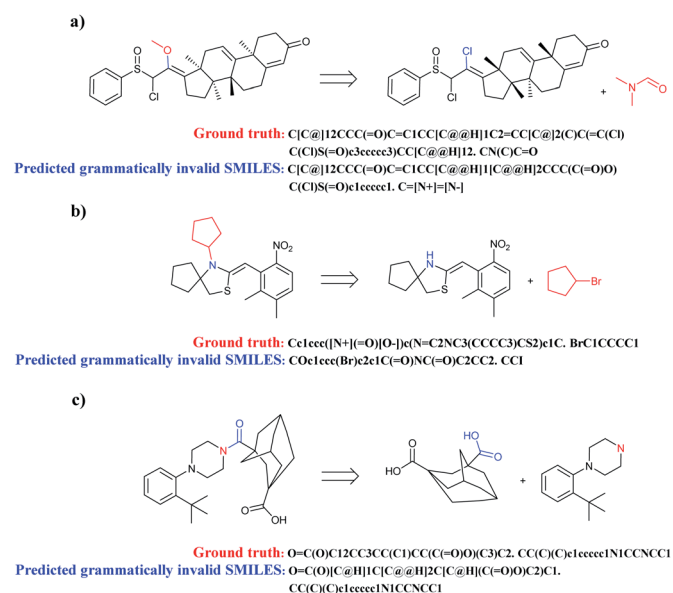 a)
O
O
S
Cl
O
O
Cl
S
Cl
O
+
N
O
Ground truth: C[C@]12CCC(=O)C=C1CC[C@@H]1C2=CC[C@]2(C)C(=C(Cl)
C(Cl)S(=O)c3ccccc3)CC[C@@H]12. CN(C)C=O
Predicted grammatically invalid SMILES: C[C@]12CCC(=O)C=C1CC[C@@H]1[C@@H]2CCC(C(=O)O)
C(Cl)S(=O)c1ccccc1. C=[N+]=[N-]
b)
N
S
NO2
H
N
S
NO2
+
Br
Ground truth: Cc1ccc([N+](=O)[O-])c(N=C2NC3(CCCC3)CS2)c1C. BrC1CCCC1
Predicted grammatically invalid SMILES: COc1ccc(Br)c2c1C(=O)NC(=O)C2CC2. CCI
c)
O
N
N
O
OH
O
HO
HO
O
+
N
N
Ground truth: O=C(O)C12CC3CC(C1)CC(C(=O)O)(C3)C2. CC(C)(C)c1ccccc1N1CCNCC1
Predicted grammatically invalid SMILES: O=C(O)[C@H]1C[C@@H]2C[C@H](C(=O)O)C2)C1.
CC(C)(C)c1ccccc1N1CCNCC1